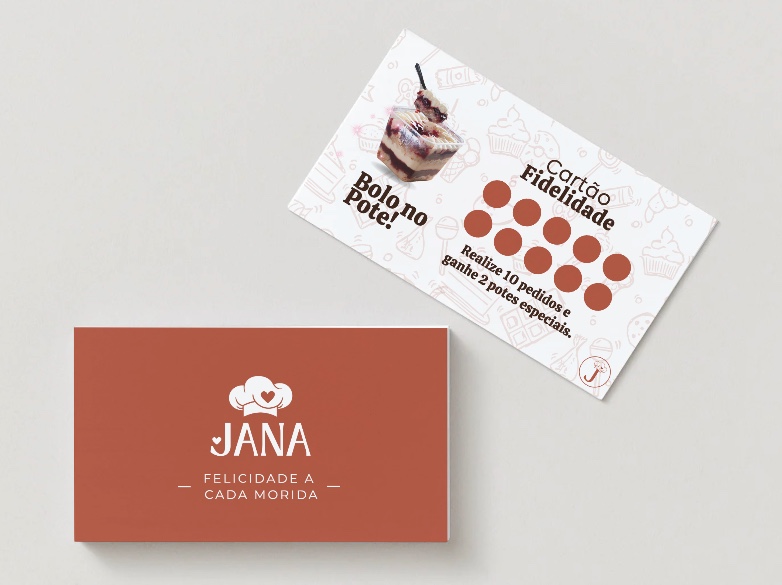 Bolo no
Pote!
Cartão
Fidelidade
Realize 10 pedidos e
ganhe 2 potes especiais.
J
JANA
FELICIDADE A
CADA MORIDA